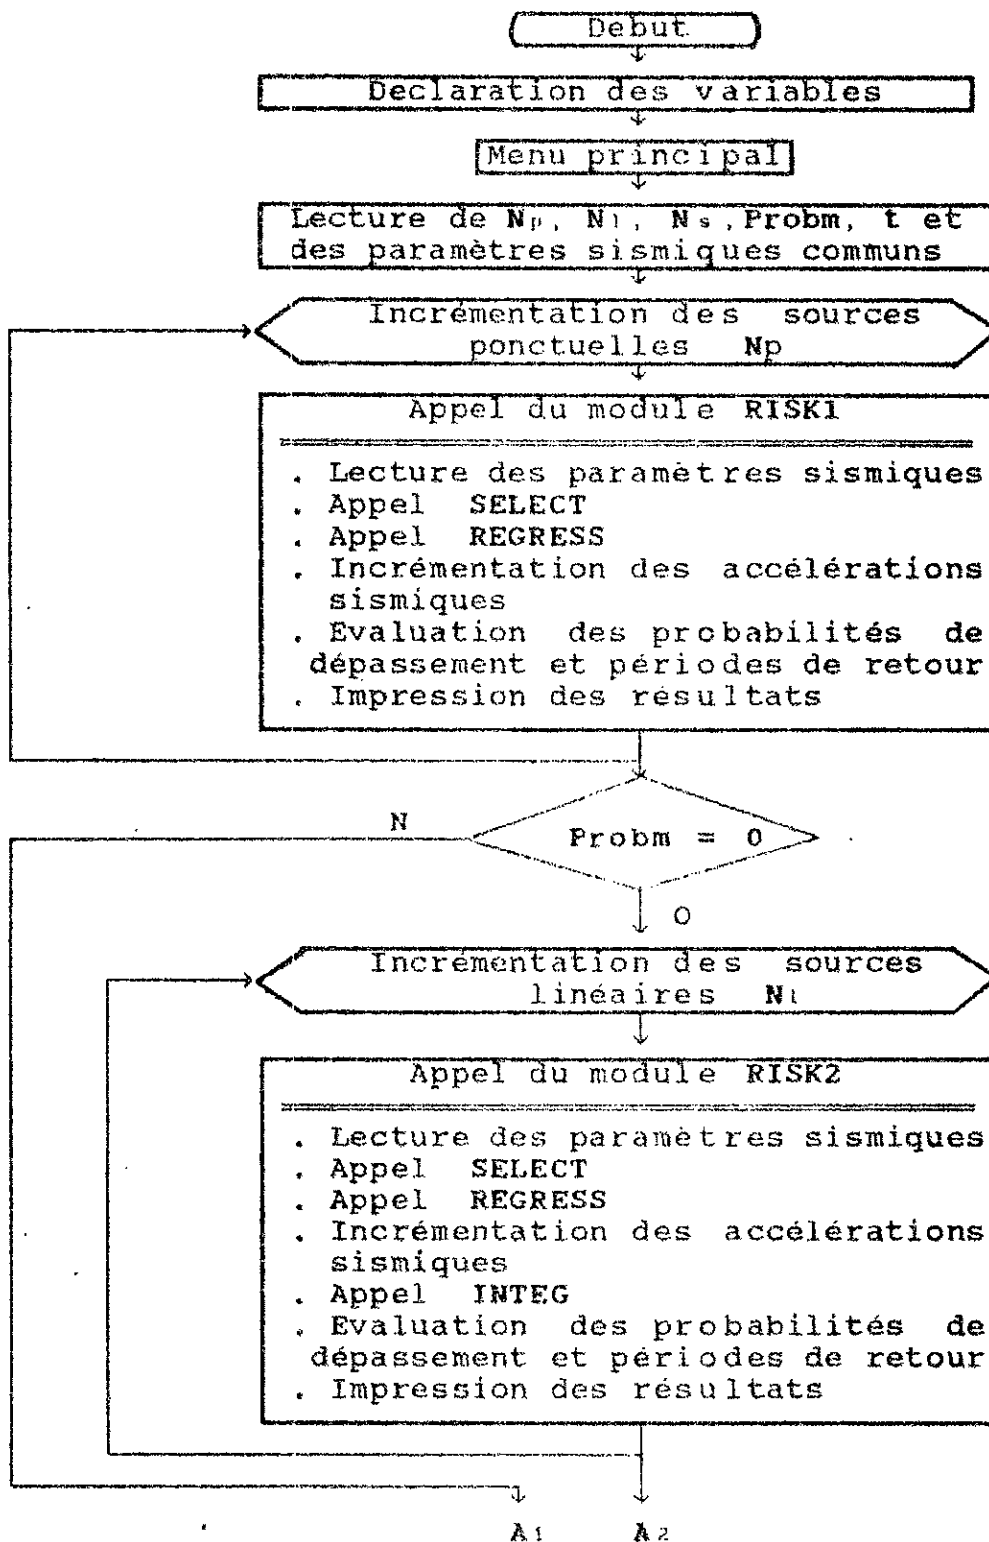 Debut
Declaration des variables
Menu principal
Lecture de Np, Nl, Ns, Probm, t et
des paramètres sismiques communs
Incrémentation des sources
ponctuelles Np
Appel du module RISK1
. Lecture des paramètres sismiques
. Appel SELECT
. Appel REGRESS
. Incrémentation des accélérations
sismiques
. Evaluation des probabilités de
dépassement et périodes de retour
. Impression des résultats
N
Probm = 0
O
Incrémentation des sources
linéaires Nl
Appel du module RISK2
. Lecture des paramètres sismiques
. Appel SELECT
. Appel REGRESS
. Incrémentation des accélérations
sismiques
. Appel INTEG
. Evaluation des probabilités de
dépassement et périodes de retour
. Impression des résultats
A1 A2